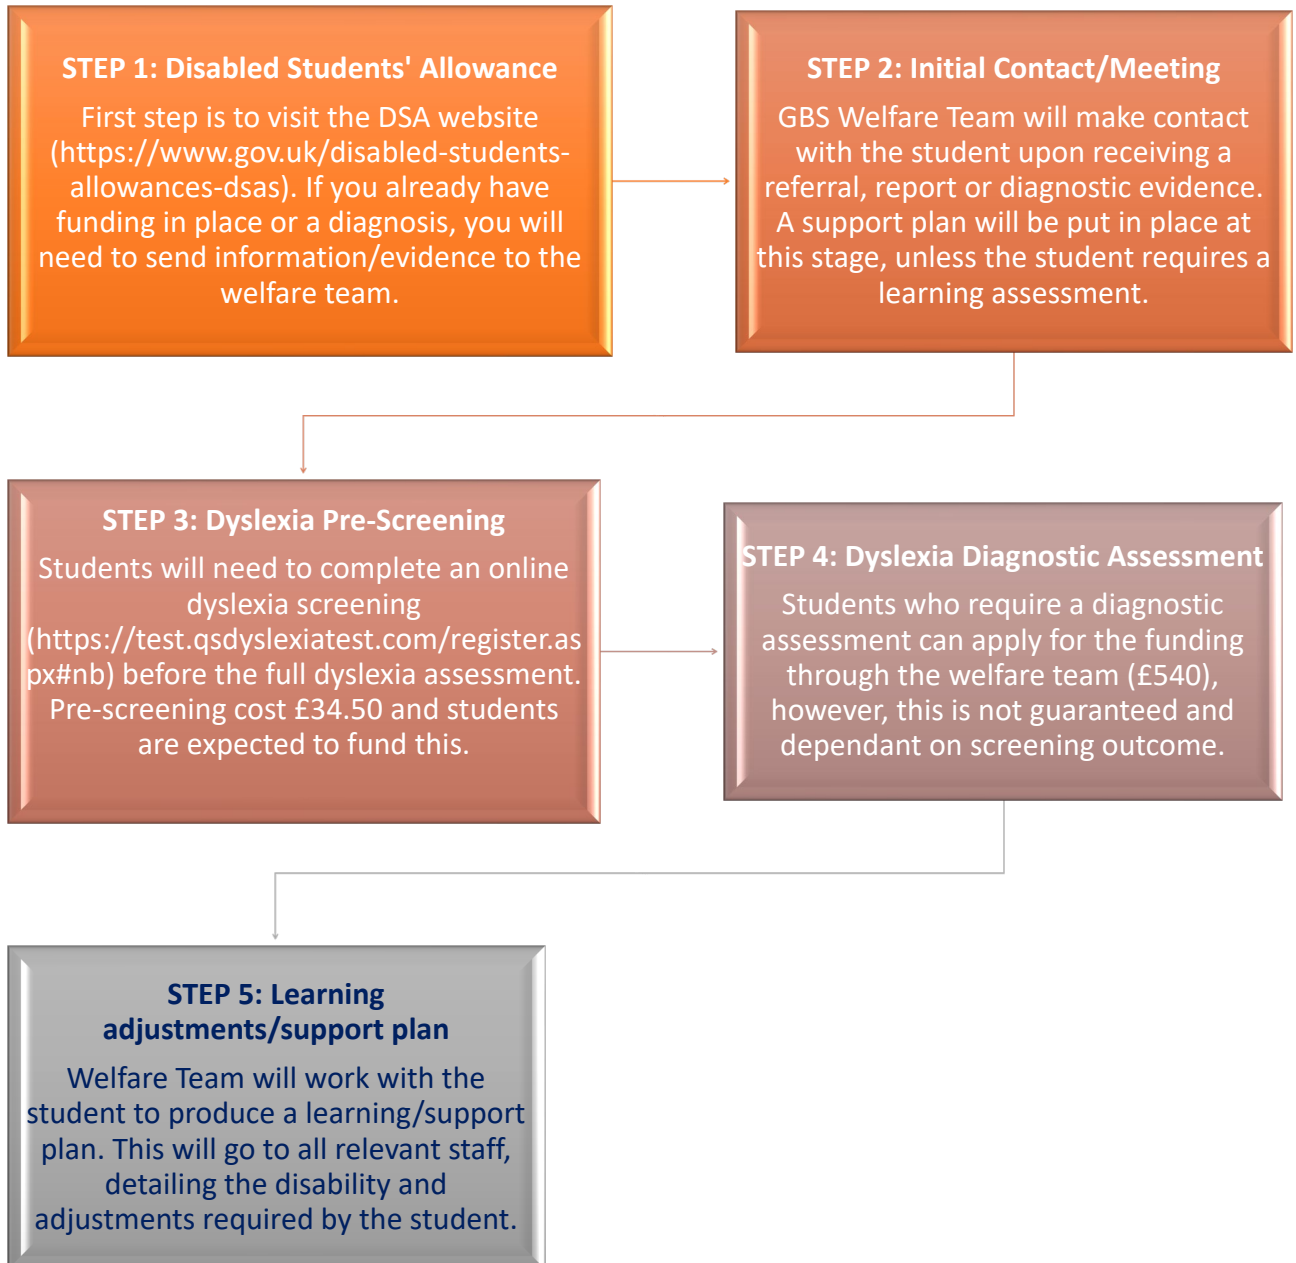 STEP 1: Disabled Students' Allowance
First step is to visit the DSA website
(https://www.gov.uk/disabled-students-
allowances-dsas). If you already have
funding in place or a diagnosis, you will
need to send information/evidence to the
welfare team.
STEP 2: Initial Contact/Meeting
GBS Welfare Team will make contact
with the student upon receiving a
referral, report or diagnostic evidence.
A support plan will be put in place at
this stage, unless the student requires a
learning assessment.
STEP 3: Dyslexia Pre-Screening
Students will need to complete an online
dyslexia screening
(https://test.qsdyslexiatest.com/register.as
px#nb) before the full dyslexia assessment.
Pre-screening cost £34.50 and students
are expected to fund this.
STEP 4: Dyslexia Diagnostic Assessment
Students who require a diagnostic
assessment can apply for the funding
through the welfare team (£540),
however, this is not guaranteed and
dependant on screening outcome.
STEP 5: Learning
adjustments/support plan
Welfare Team will work with the
student to produce a learning/support
plan. This will go to all relevant staff,
detailing the disability and
adjustments required by the student.